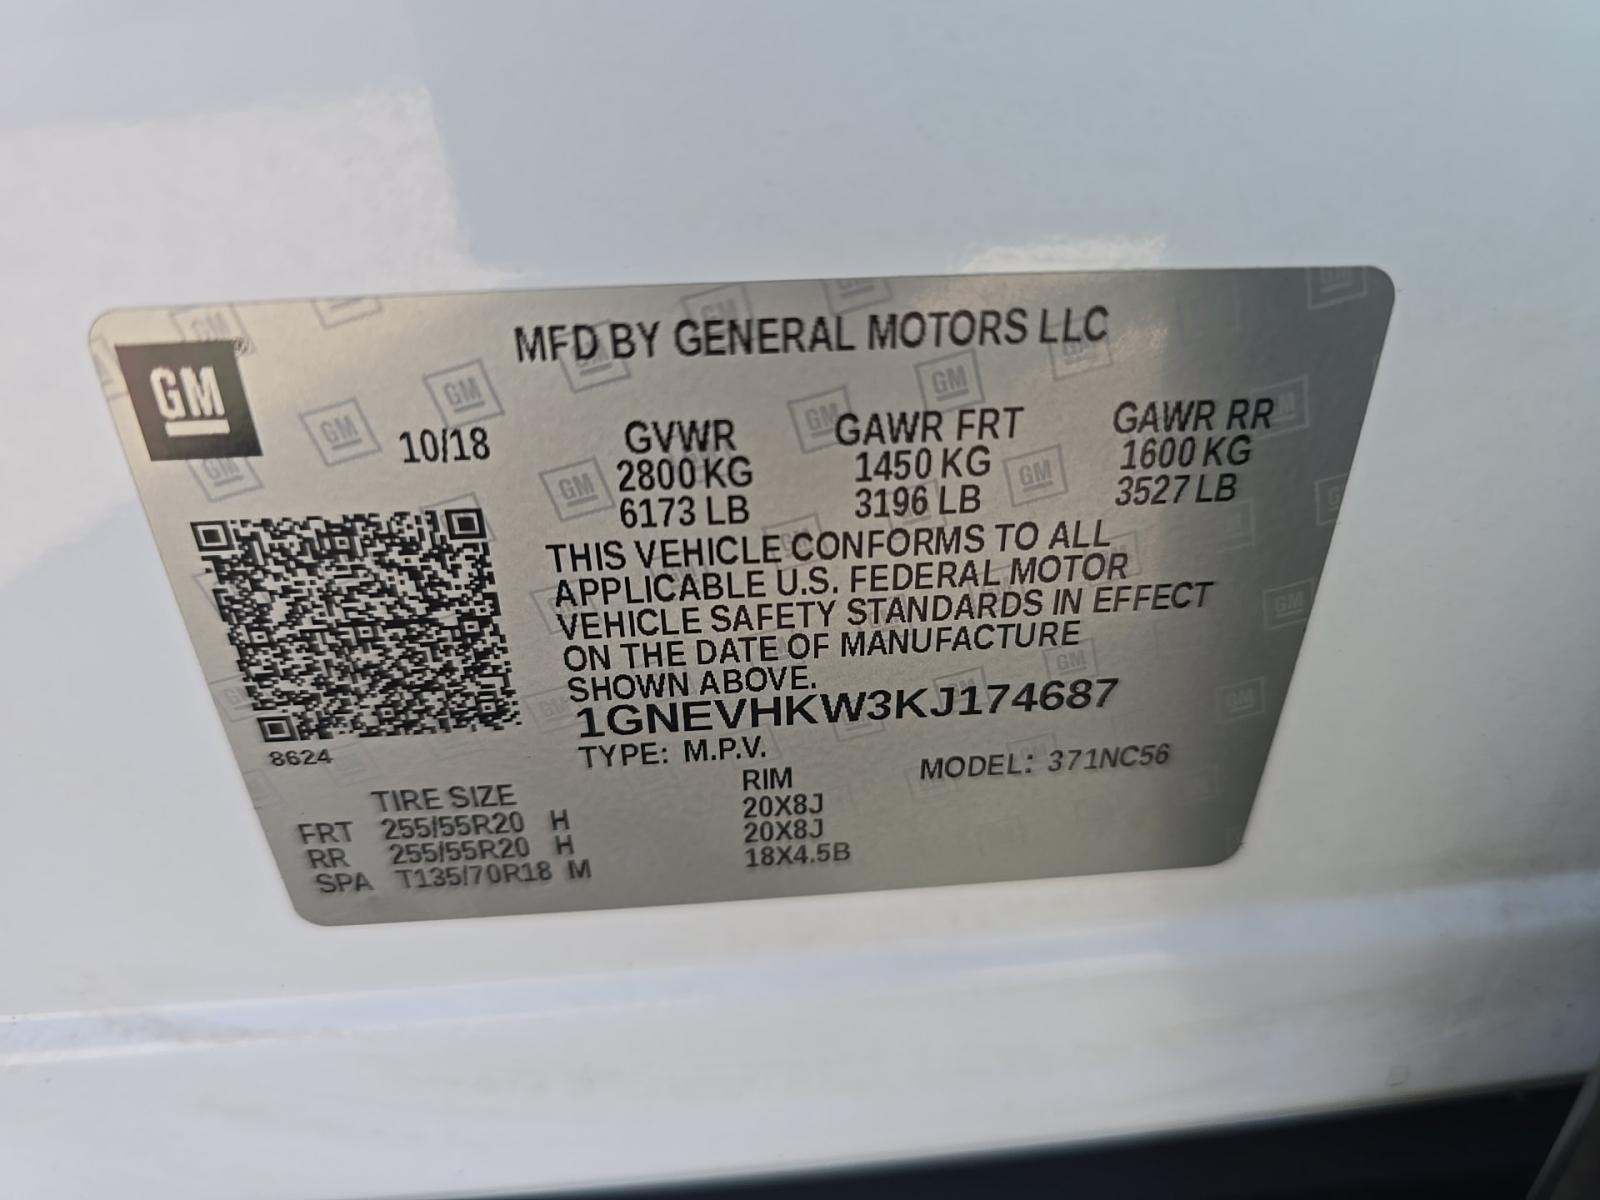 MFD BY GENERAL MOTORS LLC
GM
10/18
GVWR GAWR FRT GAWR RR
2800 KG 1450 KG 1600 KG
6173 LB 3196 LB 3527 LB
THIS VEHICLE CONFORMS TO ALL
APPLICABLE U.S. FEDERAL MOTOR
VEHICLE SAFETY STANDARDS IN EFFECT
ON THE DATE OF MANUFACTURE
SHOWN ABOVE.
1GNEVHKW3KJ174687
8624
TYPE: M.P.V. MODEL: 371NC56
TIRE SIZE RIM
FRT 255/55R20 H 20X8J
RR 255/55R20 H 20X8J
SPA T135/70R18 M 18X4.5B